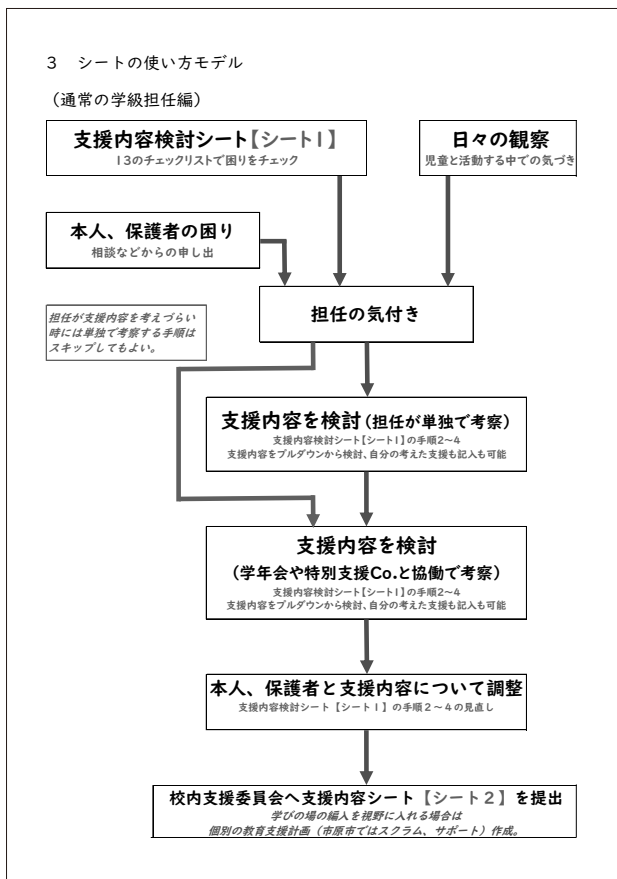 ３　シートの使い方モデル
（通常の学級担任編）
支援内容検討シート【シート1】
13のチェックリストで困りをチェック
日々の観察
児童と活動する中での気づき
本人、保護者の困り
相談などからの申し出
担任の気付き
担任が支援内容を考えづらい
時には単独で考察する手順は
スキップしてもよい。
支援内容を検討（担任が単独で考察）
支援内容検討シート【シート1】の手順2～4
支援内容をプルダウンから検討、自分の考えた支援も記入も可能
支援内容を検討
（学年会や特別支援Co.と協働で考察）
支援内容検討シート【シート1】の手順2～4
支援内容をプルダウンから検討、自分の考えた支援も記入も可能
本人、保護者と支援内容について調整
支援内容検討シート【シート1】の手順２～４の見直し
校内支援委員会へ支援内容シート【シート２】を提出
学びの場の編入を視野に入れる場合は
個別の教育支援計画（市原市ではスクラム、サポート）作成。